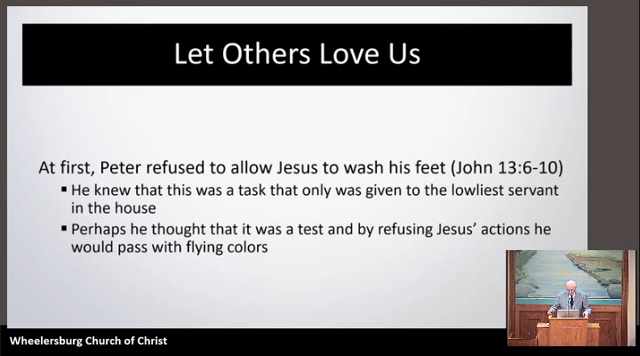 Let Others Love Us
At first, Peter refused to allow Jesus to wash his feet (John 13:6-10)
▪ He knew that this was a task that only was given to the lowliest servant
in the house
▪ Perhaps he thought that it was a test and by refusing Jesus’ actions he
would pass with flying colors
Wheelersburg Church of Christ